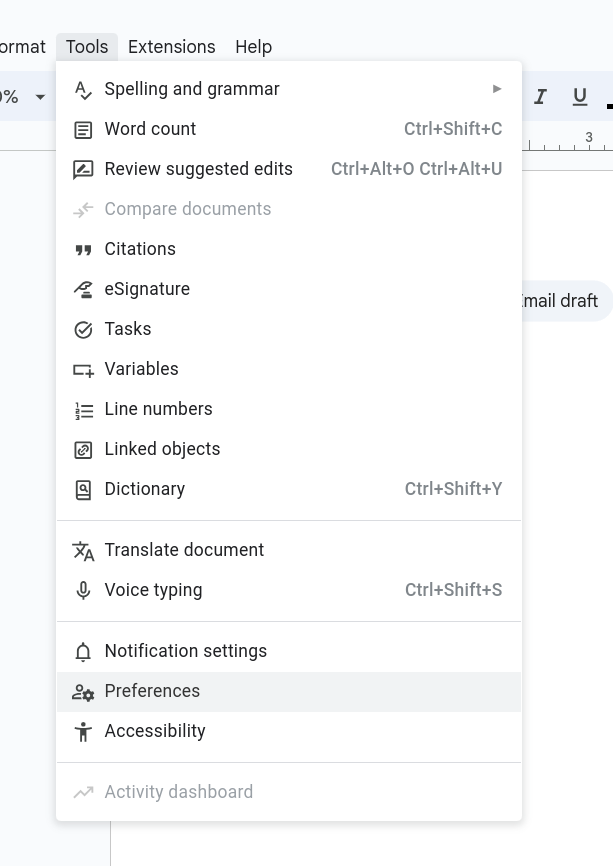 ormat Tools Extensions Help
0%
Spelling and grammar
Word count Ctrl+Shift+C
3
Review suggested edits Ctrl+Alt+O Ctrl+Alt+U
Compare documents
Citations
eSignature
Email draft
Tasks
Variables
Line numbers
Linked objects
Dictionary Ctrl+Shift+Y
Translate document
Voice typing Ctrl+Shift+S
Notification settings
Preferences
Accessibility
Activity dashboard